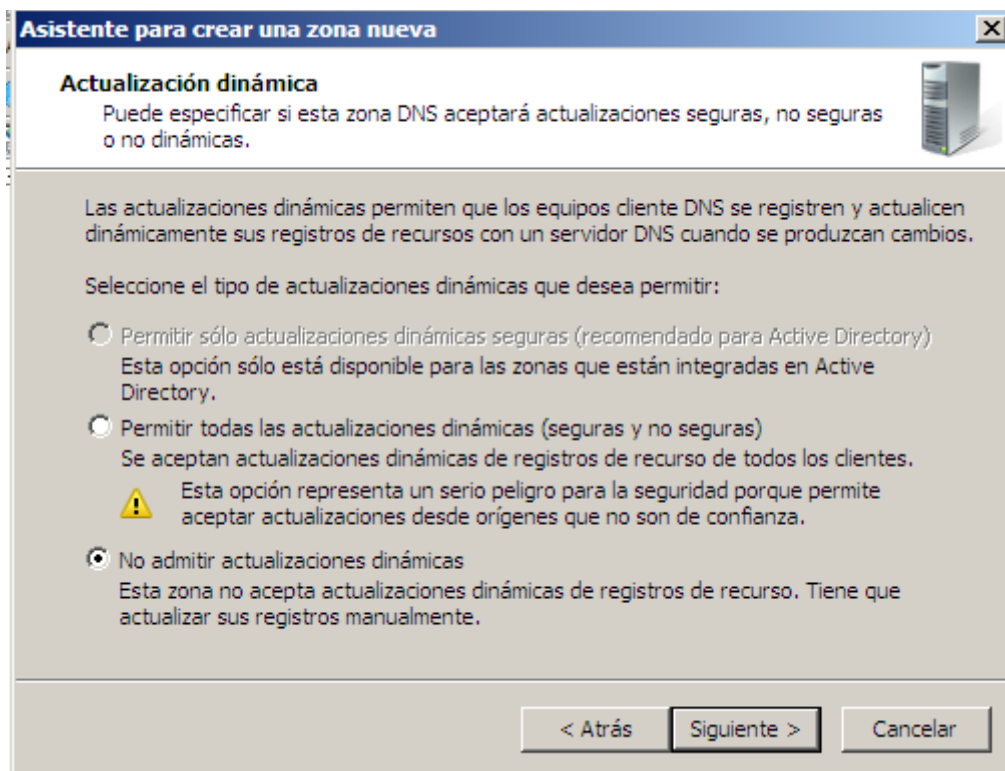 Asistente para crear una zona nueva
Actualización dinámica
Puede especificar si esta zona DNS aceptará actualizaciones seguras, no seguras
o no dinámicas.
Las actualizaciones dinámicas permiten que los equipos cliente DNS se registren y actualicen
dinámicamente sus registros de recursos con un servidor DNS cuando se produzcan cambios.
Seleccione el tipo de actualizaciones dinámicas que desea permitir:
Permitir sólo actualizaciones dinámicas seguras (recomendado para Active Directory)
Esta opción sólo está disponible para las zonas que están integradas en Active
Directory.
Permitir todas las actualizaciones dinámicas (seguras y no seguras)
Se aceptan actualizaciones dinámicas de registros de recurso de todos los clientes.
Esta opción representa un serio peligro para la seguridad porque permite
aceptar actualizaciones desde orígenes que no son de confianza.
No admitir actualizaciones dinámicas
Esta zona no acepta actualizaciones dinámicas de registros de recurso. Tiene que
actualizar sus registros manualmente.
< Atrás Siguiente > Cancelar